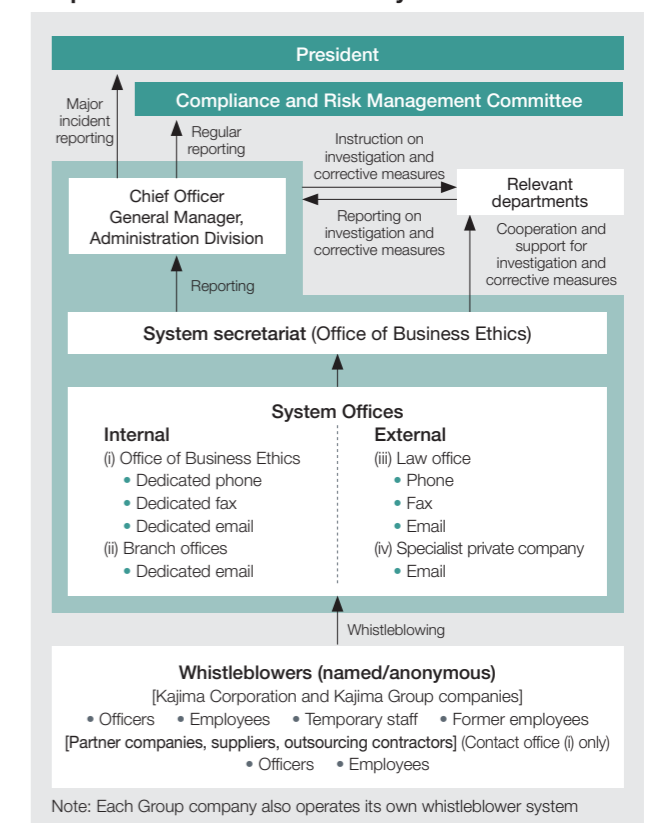 President
Compliance and Risk Management Committee
Major
incident
reporting
Regular
reporting
Instruction on
investigation and
corrective measures
Chief Officer
General Manager,
Administration Division
Relevant
departments
Reporting on
investigation and
corrective measures
Cooperation and
support for
investigation and
corrective measures
Reporting
System secretariat (Office of Business Ethics)
System Offices
Internal
(i) Office of Business Ethics
• Dedicated phone
• Dedicated fax
• Dedicated email
(ii) Branch offices
• Dedicated email
External
(iii) Law office
• Phone
• Fax
• Email
(iv) Specialist private company
• Email
Whistleblowing
Whistleblowers (named/anonymous)
[Kajima Corporation and Kajima Group companies]
• Officers • Employees • Temporary staff • Former employees
[Partner companies, suppliers, outsourcing contractors] (Contact office (i) only)
• Officers • Employees
Note: Each Group company also operates its own whistleblower system